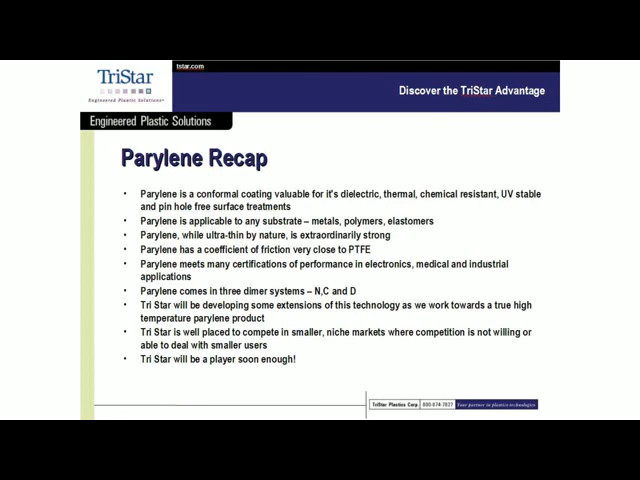 tstar.com
TriStar
Engineered Plastic Solutions
Discover the TriStar Advantage
Engineered Plastic Solutions
Parylene Recap
• Parylene is a conformal coating valuable for it's dielectric, thermal, chemical resistant, UV stable
and pin hole free surface treatments
• Parylene is applicable to any substrate – metals, polymers, elastomers
• Parylene, while ultra-thin by nature, is extraordinarily strong
• Parylene has a coefficient of friction very close to PTFE
• Parylene meets many certifications of performance in electronics, medical and industrial
applications
• Parylene comes in three dimer systems – N,C and D
• Tri Star will be developing some extensions of this technology as we work towards a true high
temperature parylene product
• Tri Star is well placed to compete in smaller, niche markets where competition is not willing or
able to deal with smaller users
• Tri Star will be a player soon enough!
TriStar Plastics Corp. 800-874-7827 Your partner in plastics technologies